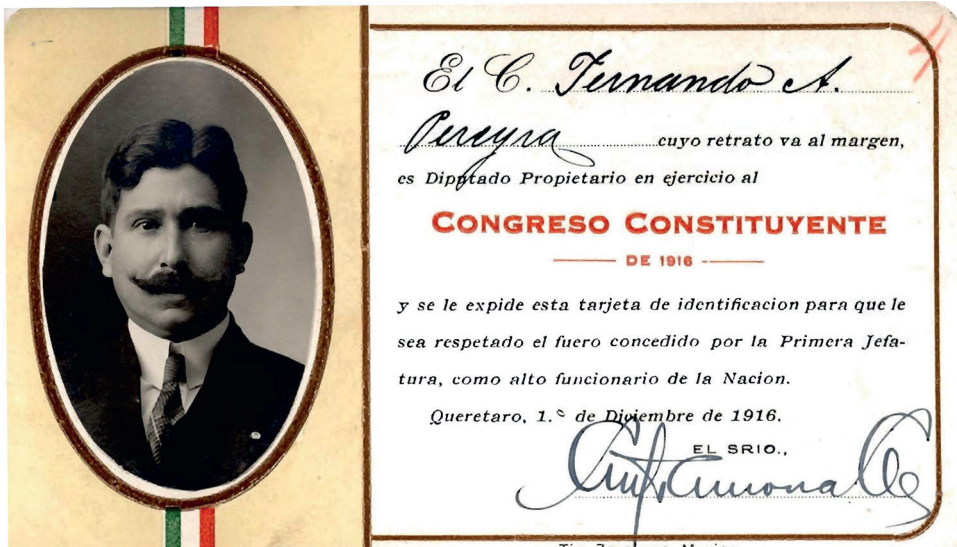 El C. Fernando A.
Pereyra cuyo retrato va al margen,
es Diputado Propietario en ejercicio al
CONGRESO CONSTITUYENTE
DE 1916
y se le expide esta tarjeta de identificacion para que le
sea respetado el fuero concedido por la Primera Jefa-
tura, como alto funcionario de la Nacion.
Queretaro, 1.º de Diciembre de 1916.
EL SRIO.,